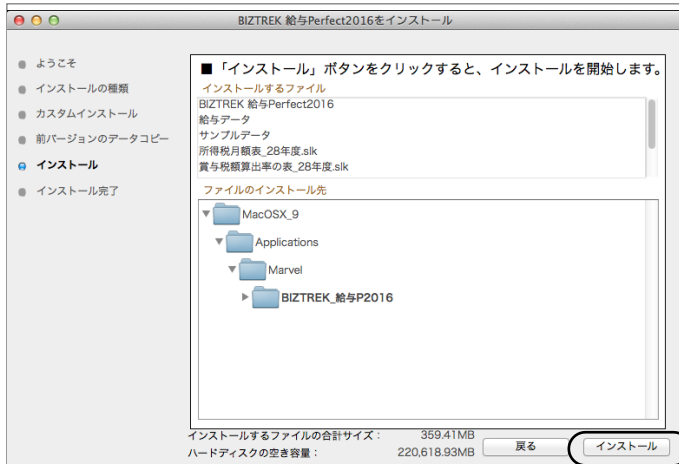 BIZTREK 給与Perfect2016をインストール
ようこそ
インストールの種類
カスタムインストール
前バージョンのデータコピー
インストール
インストール完了
■「インストール」ボタンをクリックすると、インストールを開始します。
インストールするファイル
BIZTREK 給与Perfect2016
給与データ
サンプルデータ
所得税月額表_28年度.slk
賞与税額算出率の表_28年度.slk
ファイルのインストール先
MacOSX_9
Applications
Marvel
BIZTREK_給与P2016
インストールするファイルの合計サイズ： 359.41MB
ハードディスクの空き容量： 220,618.93MB
戻る
インストール